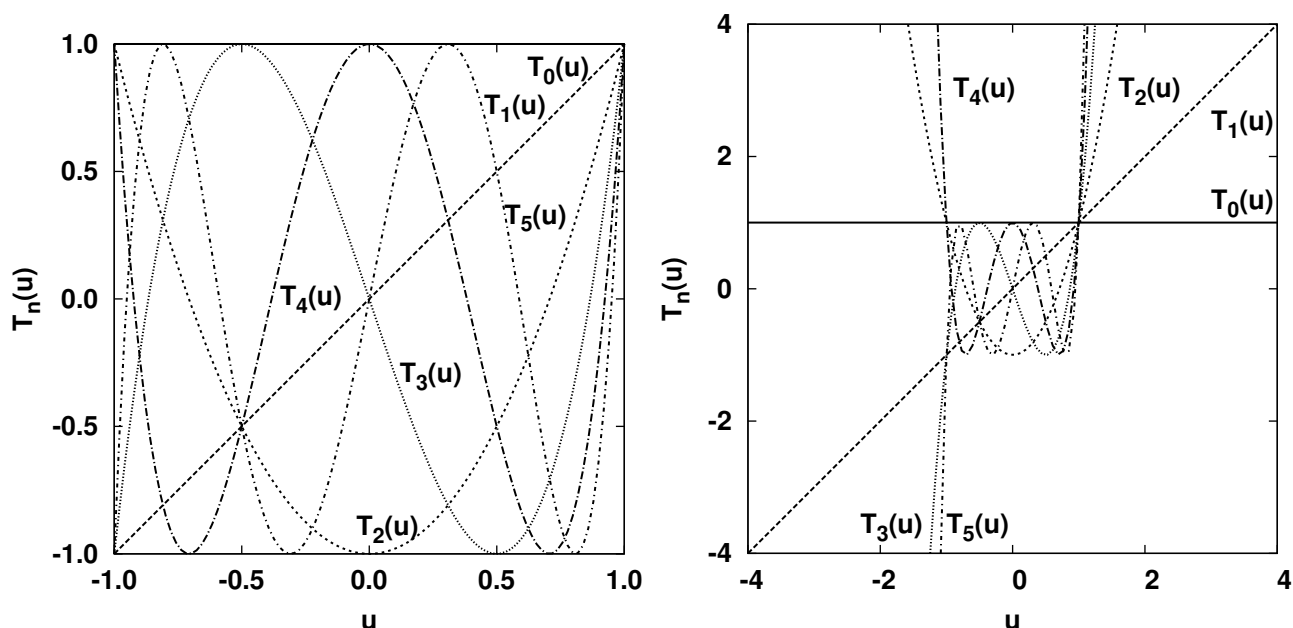 1.0
0.5
0.0
-0.5
-1.0
Tn(u)
T0(u)
T1(u)
T5(u)
T4(u)
T3(u)
T2(u)
-1.0 -0.5 0.0 0.5 1.0
u
4
2
0
-2
-4
Tn(u)
T4(u) T2(u)
T1(u)
T0(u)
T3(u) T5(u)
-4 -2 0 2 4
u